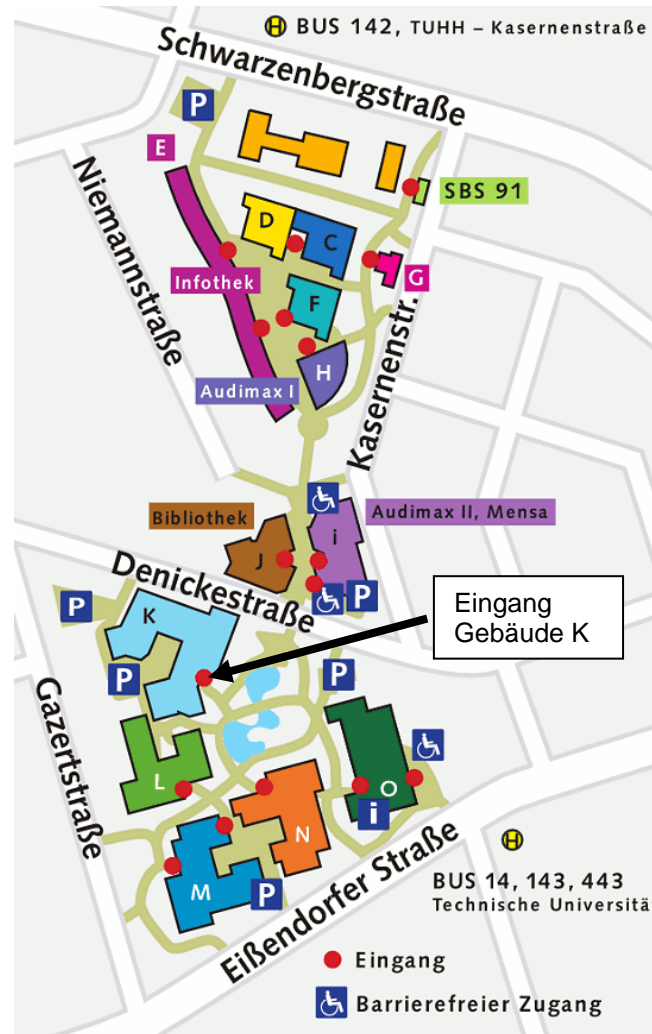 H BUS 142, TUHH – Kasernenstraße
Schwarzenbergstraße
P
E
Niemannstraße
SBS 91
D
C
G
Infothek
F
Kasernenstr.
H
Audimax I
Bibliothek
Audimax II, Mensa
J
i
Denickestraße
P
P
K
Eingang
Gebäude K
P
P
Gazertstraße
L
O
i
N
M
P
Eißendorfer Straße
H
BUS 14, 143, 443
Technische Universitä
Eingang
Barrierefreier Zugang